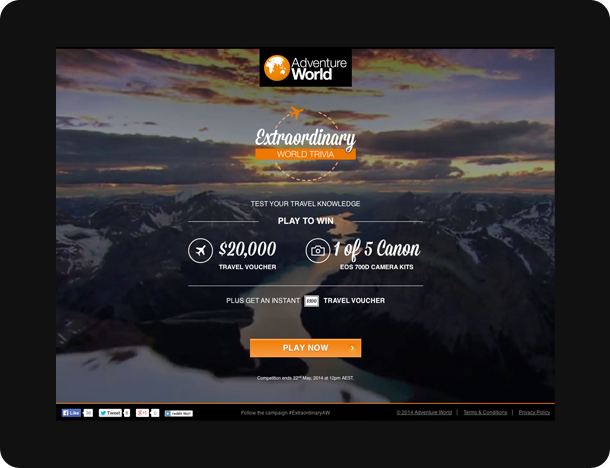 Adventure
World
Extraordinary
WORLD TRIVIA
TEST YOUR TRAVEL KNOWLEDGE
PLAY TO WIN
$20,000
TRAVEL VOUCHER
1 of 5 Canon
EOS 700D CAMERA KITS
PLUS GET AN INSTANT $100 TRAVEL VOUCHER
PLAY NOW
Competition ends 22nd May, 2014 at 12pm AEST.
Like
Tweet
+1
reddit this!
Follow the campaign #ExtraordinaryAW
© 2014 Adventure World | Terms & Conditions | Privacy Policy